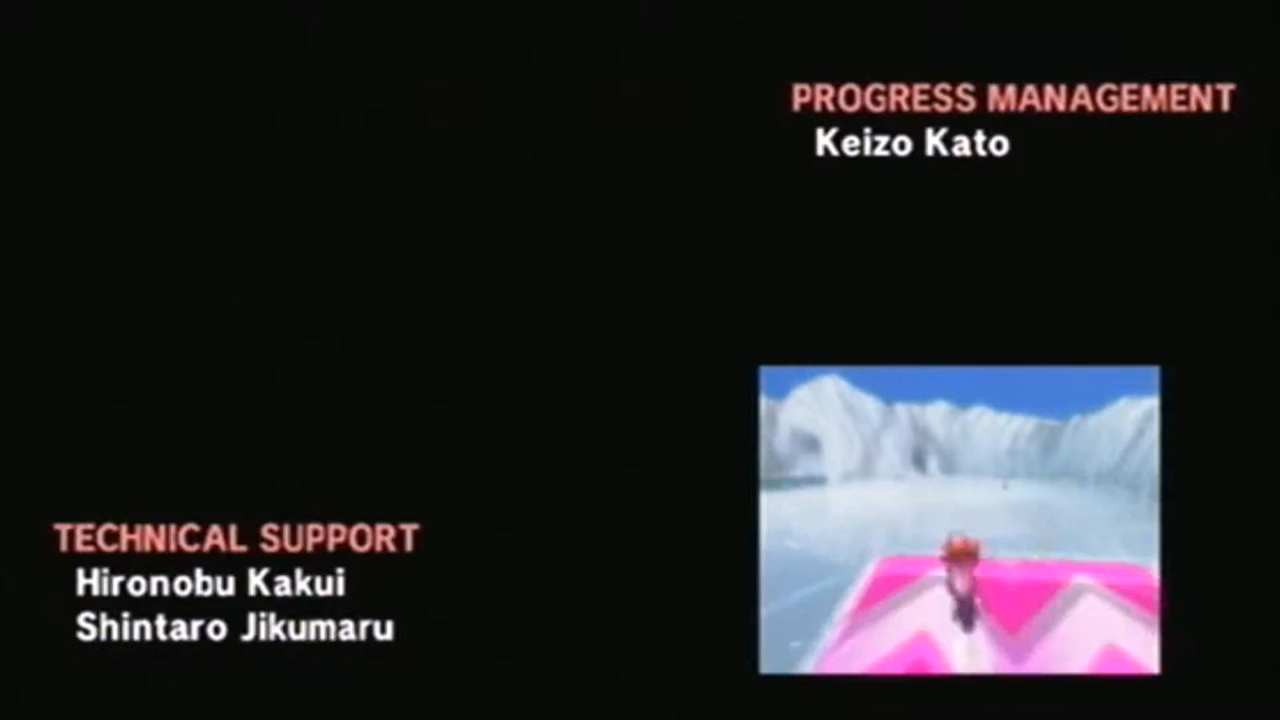 PROGRESS MANAGEMENT
Keizo Kato
TECHNICAL SUPPORT
Hironobu Kakui
Shintaro Jikumaru